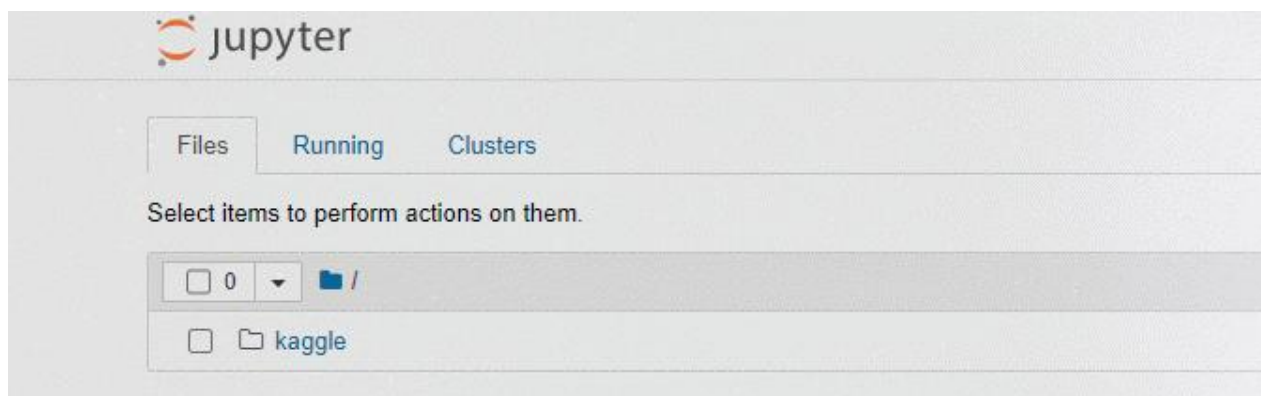 jupyter
Files Running Clusters
Select items to perform actions on them.
0 /
kaggle